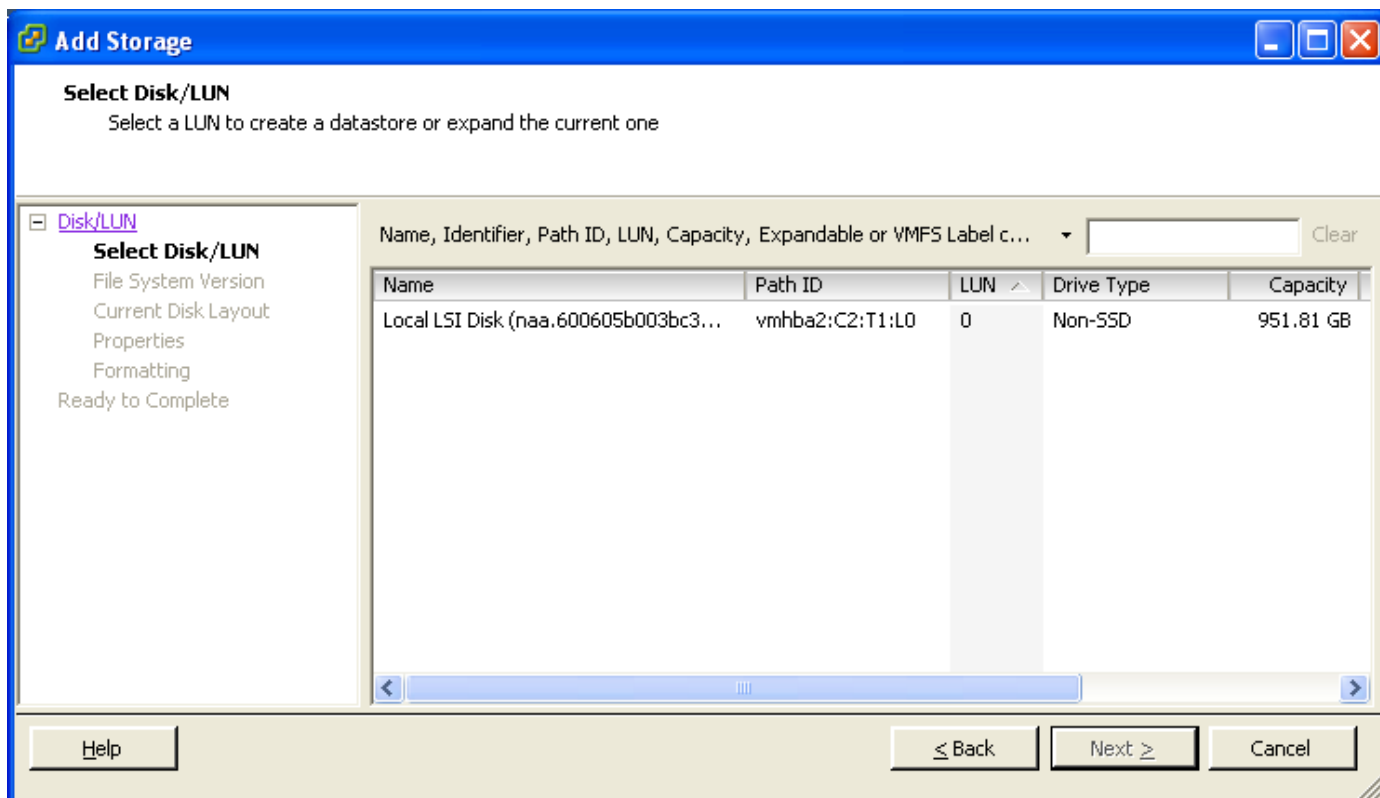 Add Storage
Select Disk/LUN
Select a LUN to create a datastore or expand the current one
Disk/LUN
Select Disk/LUN
File System Version
Current Disk Layout
Properties
Formatting
Ready to Complete
Name, Identifier, Path ID, LUN, Capacity, Expandable or VMFS Label c... Clear
Name Path ID LUN Drive Type Capacity
Local LSI Disk (naa.600605b003bc3... vmhba2:C2:T1:L0 0 Non-SSD 951.81 GB
Help < Back Next > Cancel